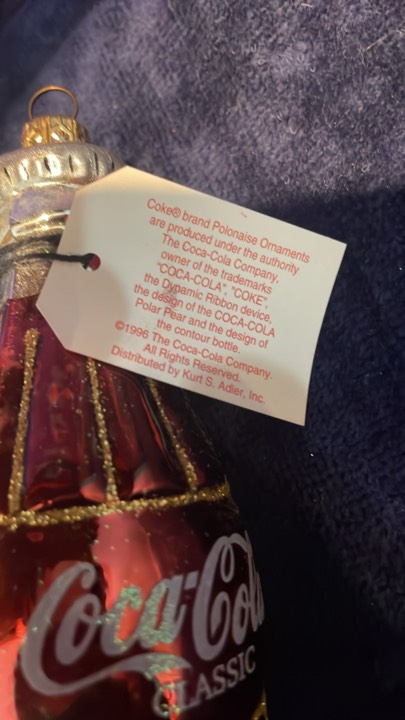 Coke® brand Polonaise Ornaments
are produced under the authority
The Coca-Cola Company,
owner of the trademarks
"COCA-COLA", "COKE",
the Dynamic Ribbon device,
the design of the COCA-COLA
Polar Pear and the design of
the contour bottle.
©1996 The Coca-Cola Company.
All Rights Reserved.
Distributed by Kurt S. Adler, Inc.
Coca-Cola
CLASSIC